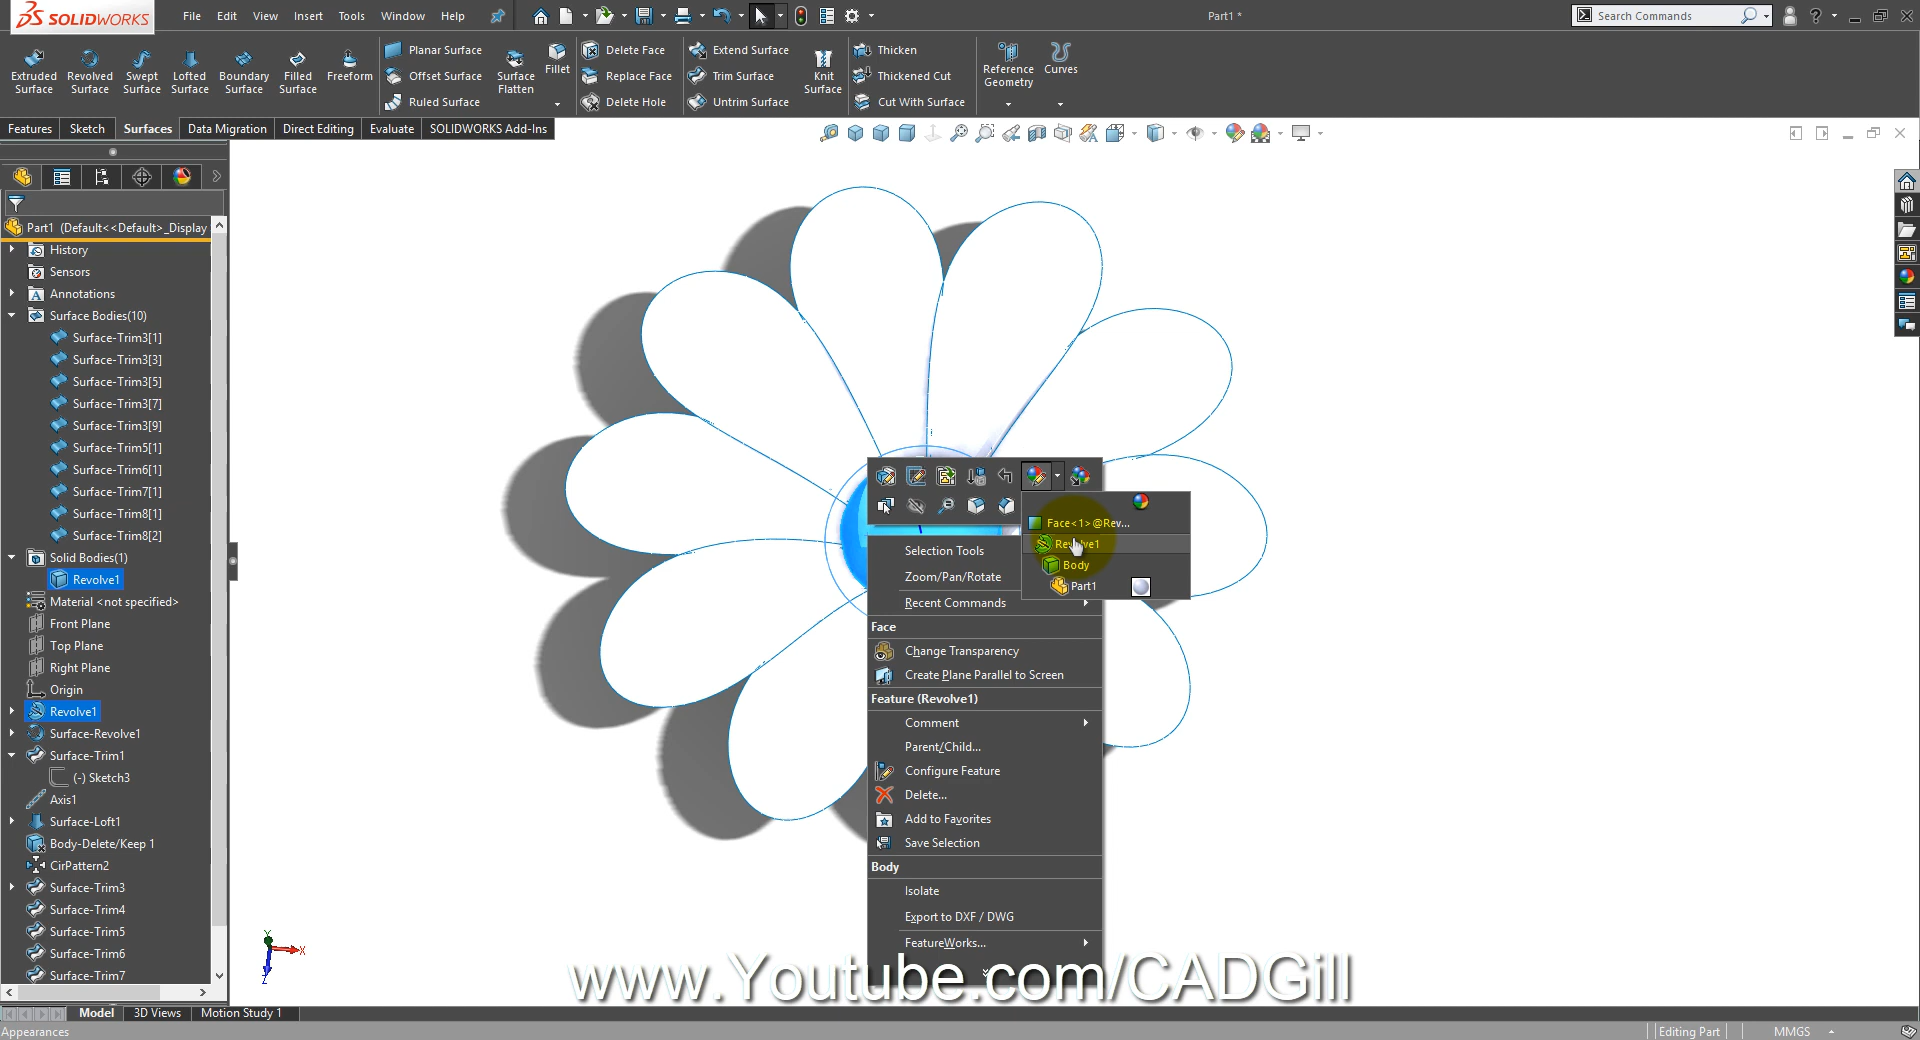 SOLIDWORKS
File Edit View Insert Tools Window Help
Part1 *
Search Commands
Extruded Surface
Revolved Surface
Swept Surface
Lofted Surface
Boundary Surface
Filled Surface
Freeform
Planar Surface
Offset Surface
Ruled Surface
Surface Flatten
Fillet
Delete Face
Replace Face
Delete Hole
Extend Surface
Trim Surface
Untrim Surface
Knit Surface
Thicken
Thickened Cut
Cut With Surface
Reference Geometry
Curves
Features Sketch Surfaces Data Migration Direct Editing Evaluate SOLIDWORKS Add-Ins
Part1 (Default<<Default>_Display
History
Sensors
Annotations
Surface Bodies(10)
Surface-Trim3[1]
Surface-Trim3[3]
Surface-Trim3[5]
Surface-Trim3[7]
Surface-Trim3[9]
Surface-Trim5[1]
Surface-Trim6[1]
Surface-Trim7[1]
Surface-Trim8[1]
Surface-Trim8[2]
Solid Bodies(1)
Revolve1
Material <not specified>
Front Plane
Top Plane
Right Plane
Origin
Revolve1
Surface-Revolve1
Surface-Trim1
(-) Sketch3
Axis1
Surface-Loft1
Body-Delete/Keep 1
CirPattern2
Surface-Trim3
Surface-Trim4
Surface-Trim5
Surface-Trim6
Surface-Trim7
Face<1>@Rev...
Revolve1
Body
Part1
Selection Tools
Zoom/Pan/Rotate
Recent Commands
Face
Change Transparency
Create Plane Parallel to Screen
Feature (Revolve1)
Comment
Parent/Child...
Configure Feature
Delete...
Add to Favorites
Save Selection
Body
Isolate
Export to DXF / DWG
FeatureWorks...
Y
X
Z
www.Youtube.com/CADGill
Model 3D Views Motion Study 1
Appearances
Editing Part
MMGS